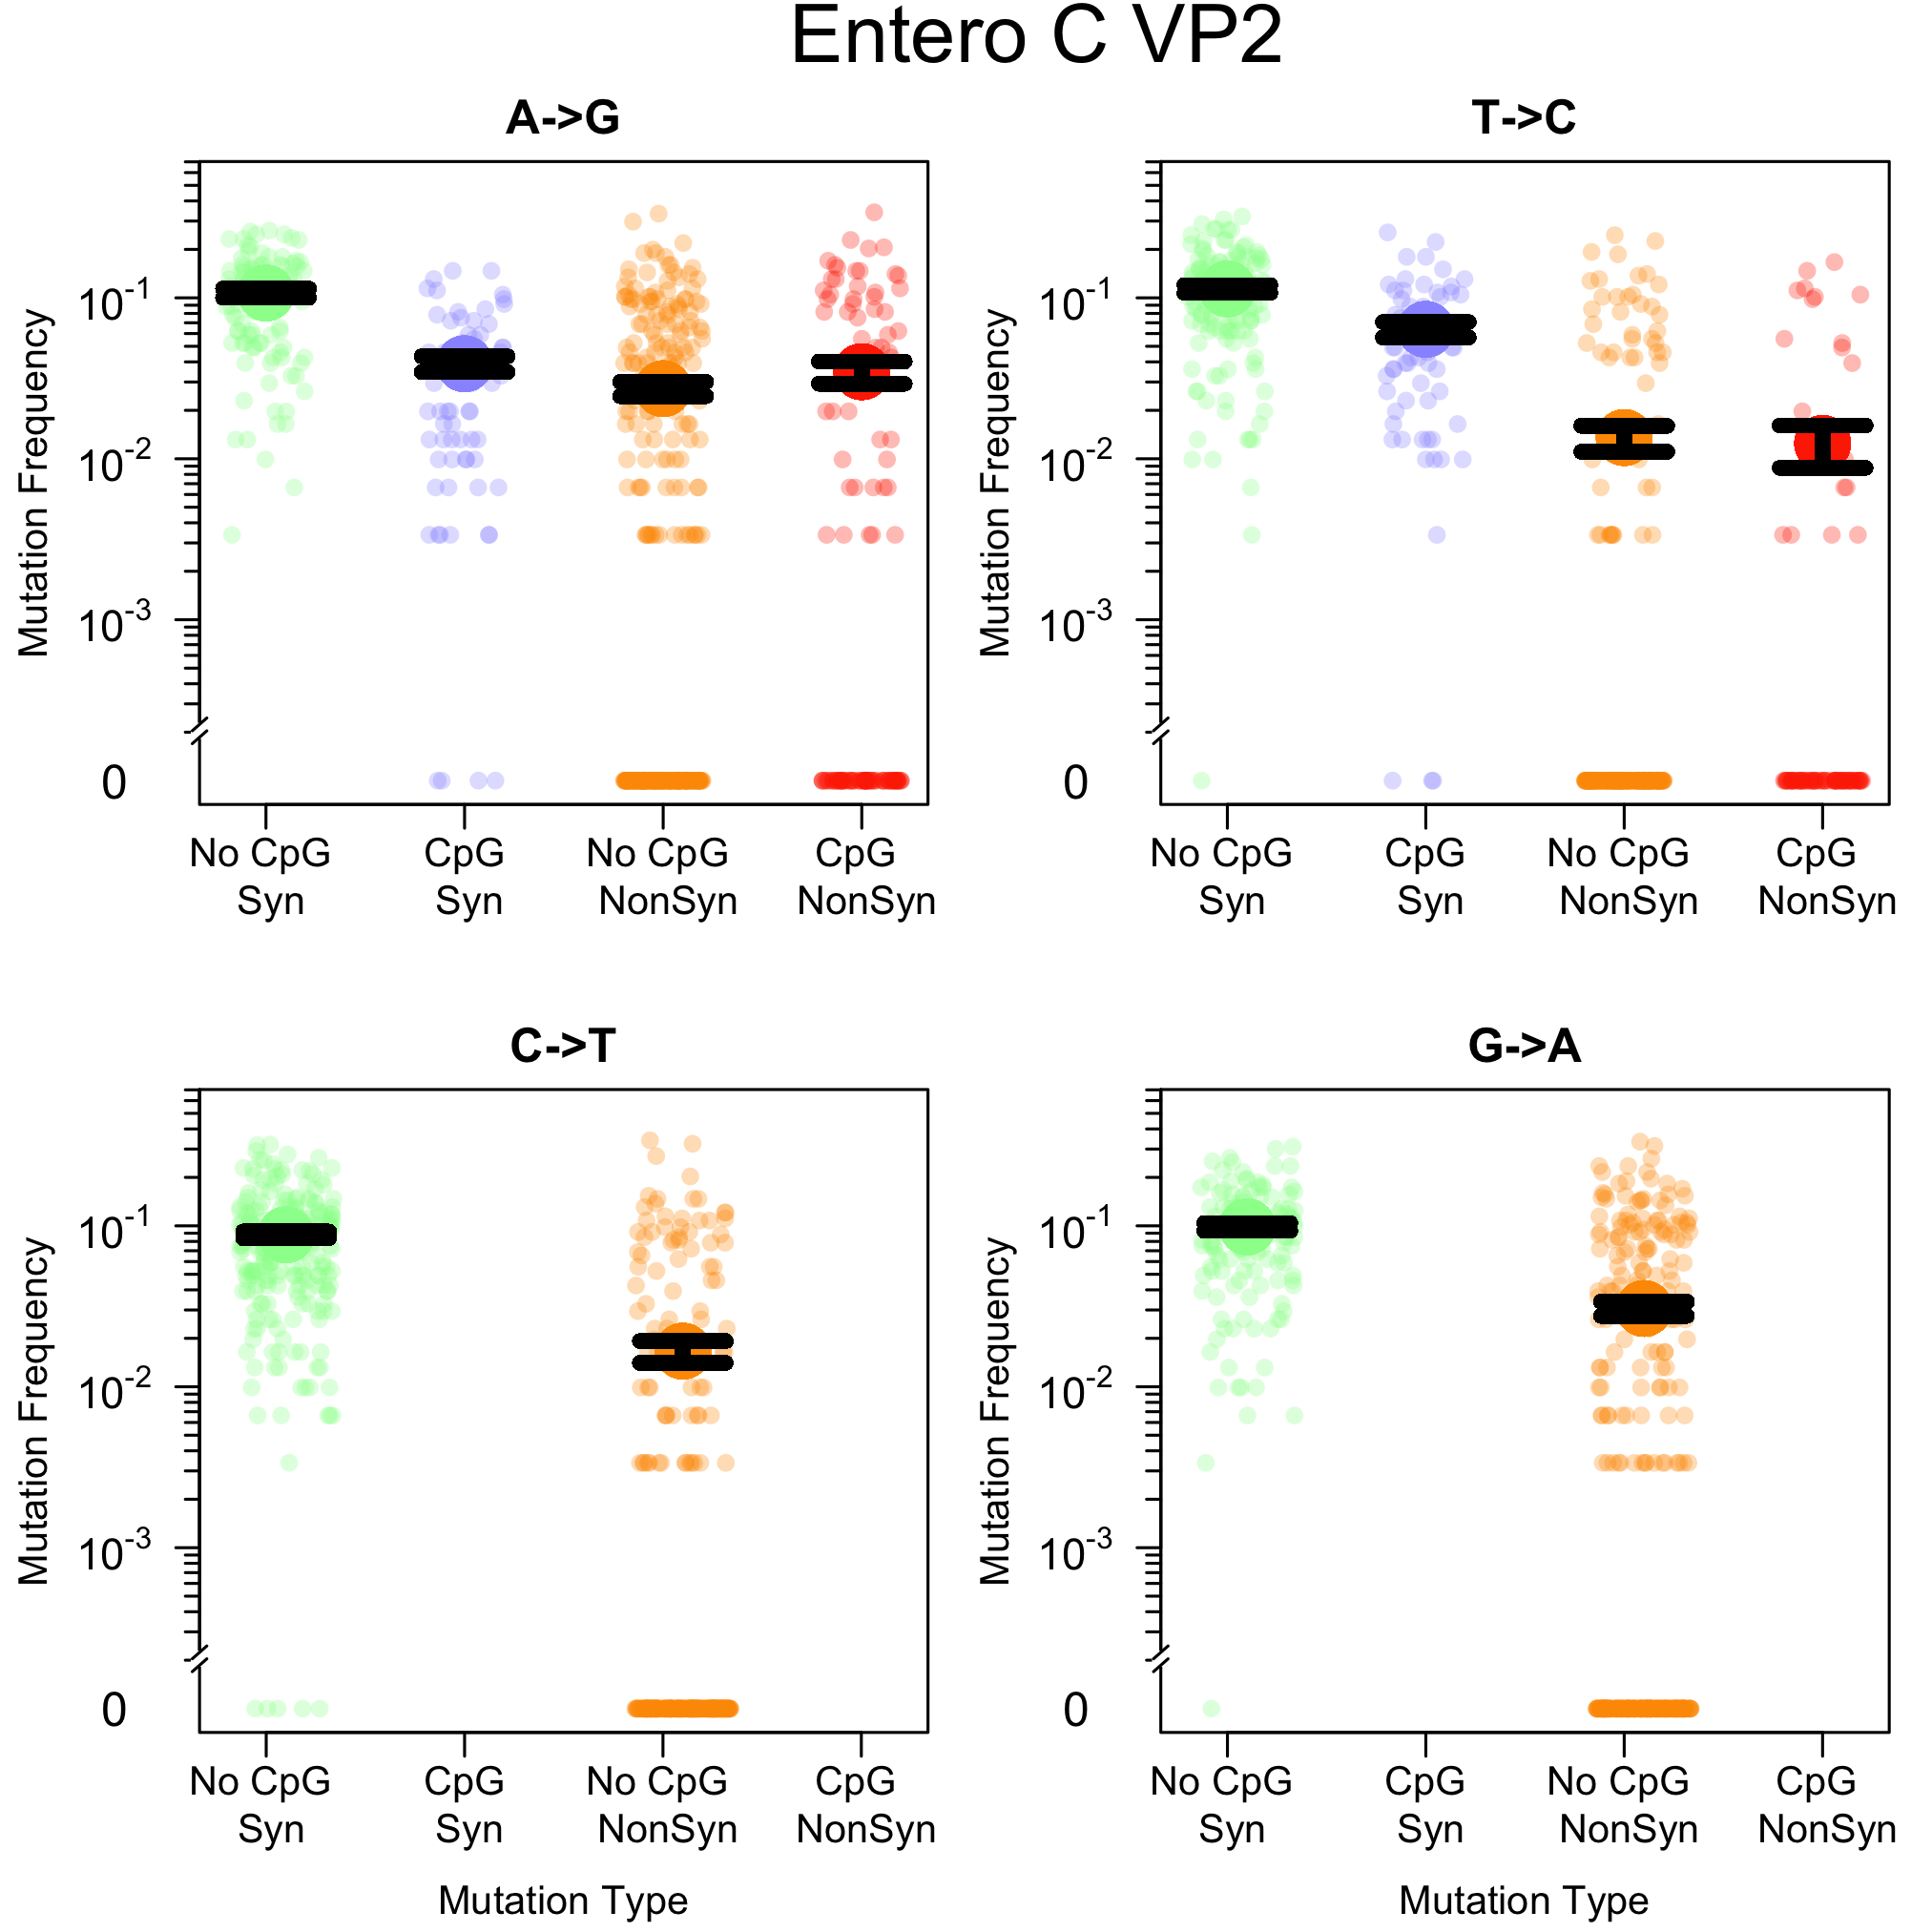 Entero C VP2
A->G
Mutation Frequency
10-1
10-2
10-3
0
No CpG Syn
CpG Syn
No CpG NonSyn
CpG NonSyn
T->C
Mutation Frequency
10-1
10-2
10-3
0
No CpG Syn
CpG Syn
No CpG NonSyn
CpG NonSyn
C->T
Mutation Frequency
10-1
10-2
10-3
0
No CpG Syn
CpG Syn
No CpG NonSyn
CpG NonSyn
Mutation Type
G->A
Mutation Frequency
10-1
10-2
10-3
0
No CpG Syn
CpG Syn
No CpG NonSyn
CpG NonSyn
Mutation Type